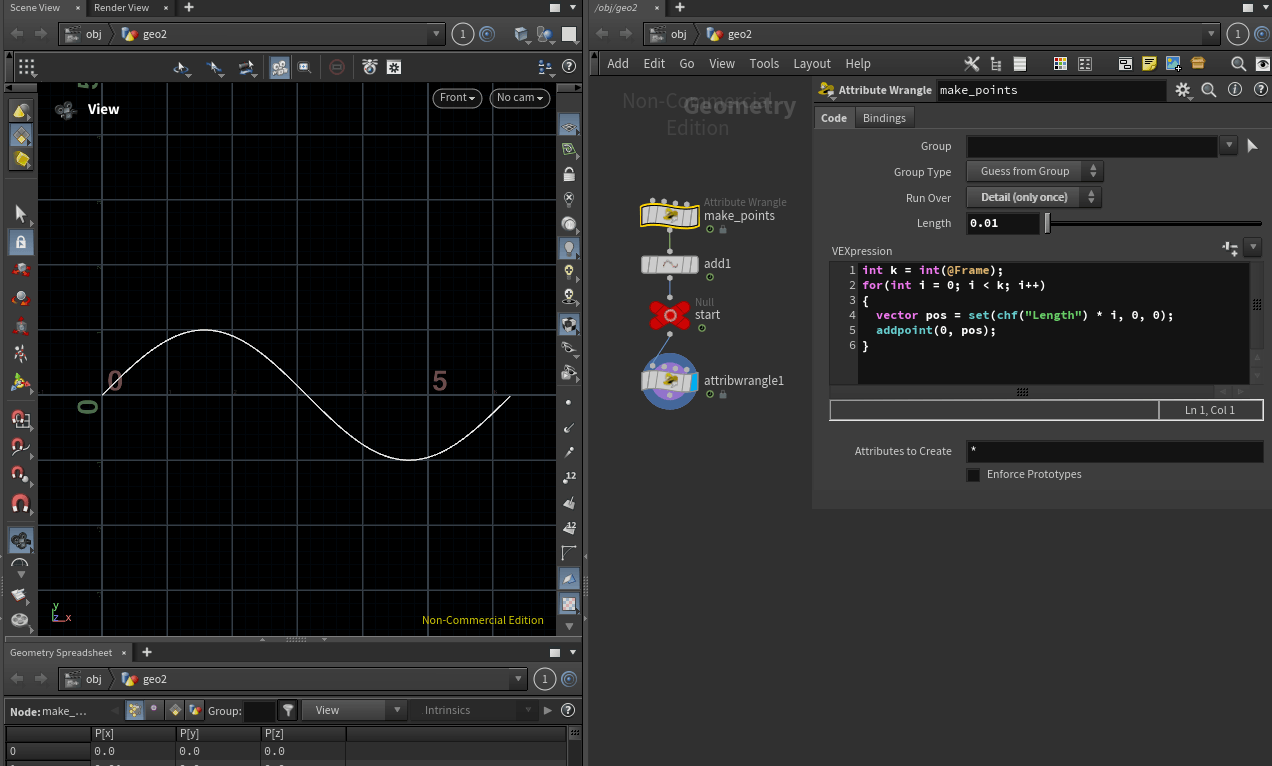 Scene View
Render View
obj
geo2
1
View
Front
No cam
0
5
0
12
12
y
z
x
Non-Commercial Edition
Geometry Spreadsheet
obj
geo2
1
Node: make_...
Group:
View
Intrinsics
P[x]
P[y]
P[z]
0
0.0
0.0
0.0
/obj/geo2
obj
geo2
1
Add
Edit
Go
View
Tools
Layout
Help
Non-Commercial
Edition
Geometry
Attribute Wrangle
make_points
add1
Null
start
attribwrangle1
Attribute Wrangle
make_points
Code
Bindings
Group
Group Type
Guess from Group
Run Over
Detail (only once)
Length
0.01
VEXpression
1 int k = int(@Frame);
2 for(int i = 0; i < k; i++)
3 {
4   vector pos = set(chf("Length") * i, 0, 0);
5   addpoint(0, pos);
6 }
Ln 1, Col 1
Attributes to Create
*
Enforce Prototypes